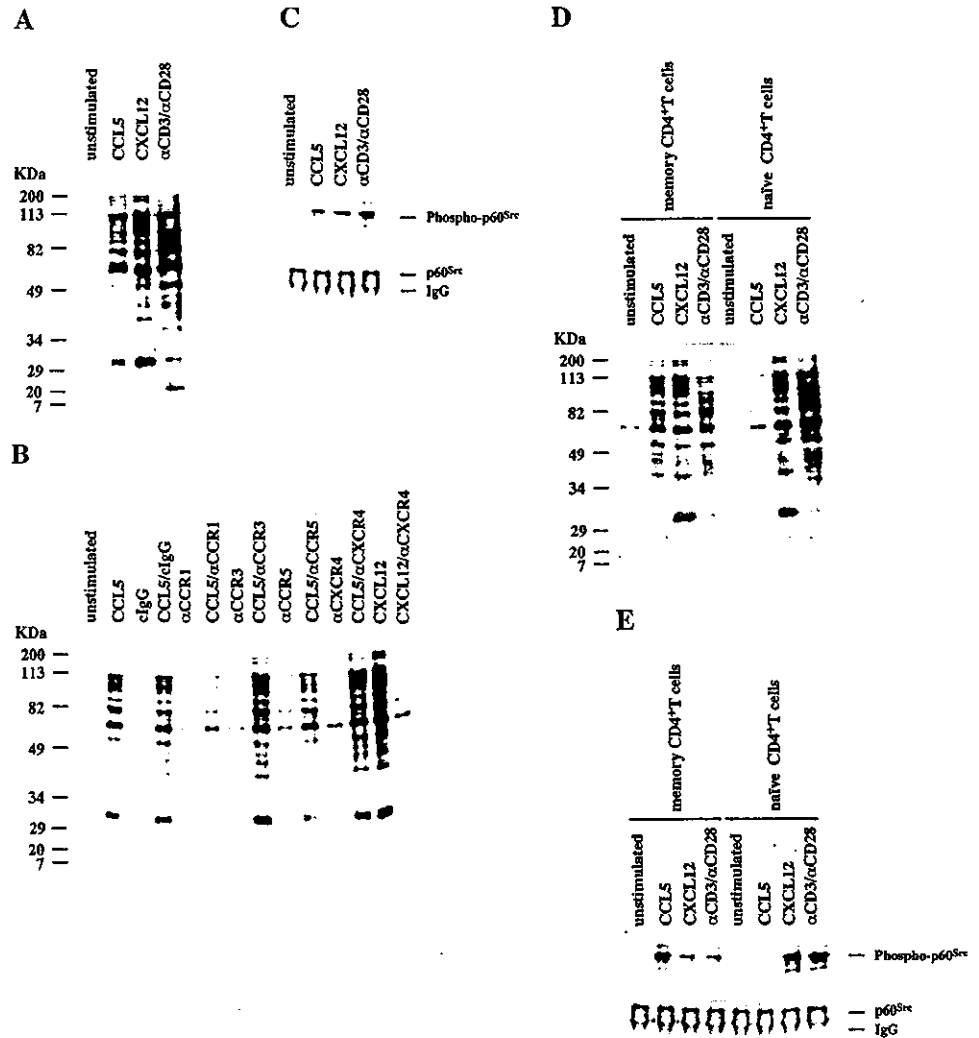 A
unstimulated
CCL5
CXCL12
αCD3/αCD28
KDa
200
113
82
49
34
29
20
7
B
unstimulated
CCL5
cIgG
CCL5/cIgG
αCCR1
CCL5/αCCR1
αCCR3
CCL5/αCCR3
αCCR5
CCL5/αCCR5
αCXCR4
CCL5/αCXCR4
CXCL12
CXCL12/αCXCR4
KDa
200
113
82
49
34
29
20
7
C
unstimulated
CCL5
CXCL12
αCD3/αCD28
Phospho-p60Src
p60Src
IgG
D
memory CD4+T cells
naïve CD4+T cells
unstimulated
CCL5
CXCL12
αCD3/αCD28
unstimulated
CCL5
CXCL12
αCD3/αCD28
KDa
200
113
82
49
34
29
20
7
E
memory CD4+T cells
naïve CD4+T cells
unstimulated
CCL5
CXCL12
αCD3/αCD28
unstimulated
CCL5
CXCL12
αCD3/αCD28
Phospho-p60Src
p60Src
IgG